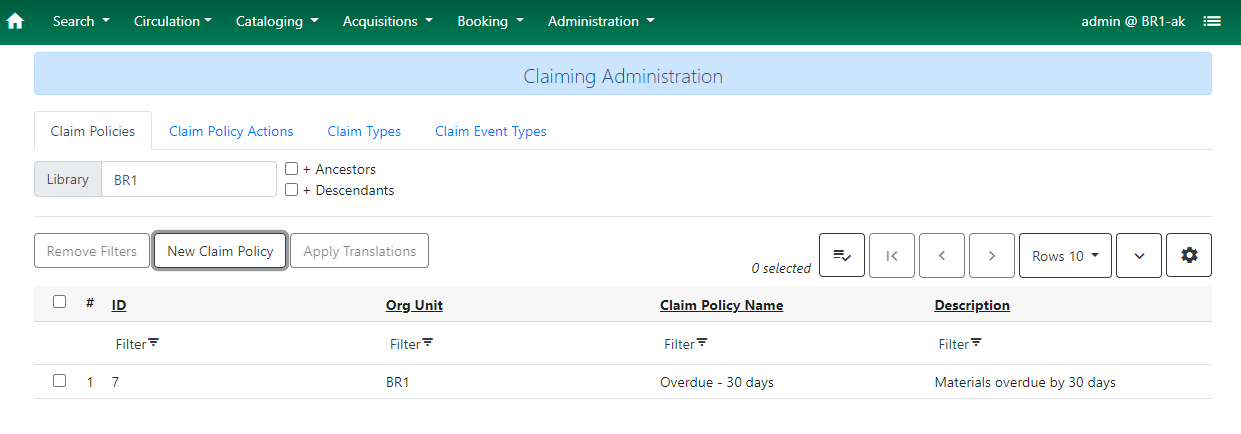 Search Circulation Cataloging Acquisitions Booking Administration admin @ BR1-ak
Claiming Administration
Claim Policies Claim Policy Actions Claim Types Claim Event Types
Library BR1
+ Ancestors
+ Descendants
Remove Filters New Claim Policy Apply Translations 0 selected Rows 10
# ID Org Unit Claim Policy Name Description
Filter Filter Filter Filter
1 7 BR1 Overdue - 30 days Materials overdue by 30 days